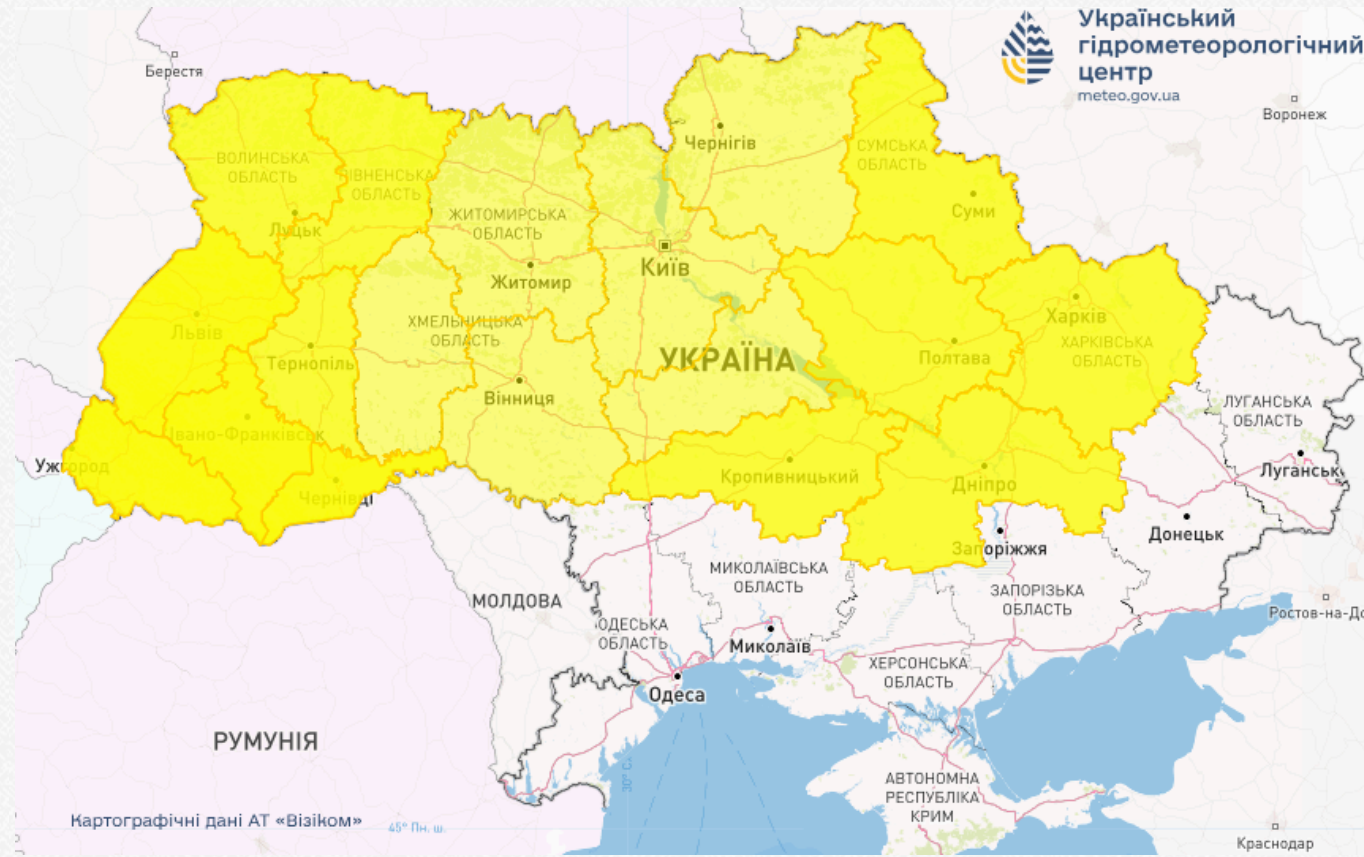 Український
гідрометеорологічний
центр
meteo.gov.ua
Берестя
Воронеж
Чернігів
ВОЛИНСЬКА
ОБЛАСТЬ
РІВНЕНСЬКА
ОБЛАСТЬ
СУМСЬКА
ОБЛАСТЬ
Суми
Луцьк
ЖИТОМИРСЬКА
ОБЛАСТЬ
Київ
Житомир
Львів
ХМЕЛЬНИЦЬКА
ОБЛАСТЬ
Харків
ХАРКІВСЬКА
ОБЛАСТЬ
Тернопіль
УКРАЇНА
Полтава
Вінниця
ЛУГАНСЬКА
ОБЛАСТЬ
Івано-Франківськ
Ужгород
Кропивницький
Луганськ
Чернівці
Дніпро
Запоріжжя
Донецьк
МИКОЛАЇВСЬКА
ОБЛАСТЬ
МОЛДОВА
ЗАПОРІЗЬКА
ОБЛАСТЬ
Ростов-на-До
ОДЕСЬКА
ОБЛАСТЬ
Миколаїв
ХЕРСОНСЬКА
ОБЛАСТЬ
Одеса
РУМУНІЯ
АВТОНОМНА
РЕСПУБЛІКА
КРИМ
Картографічні дані АТ «Візіком»
45° Пн. ш.
Краснодар